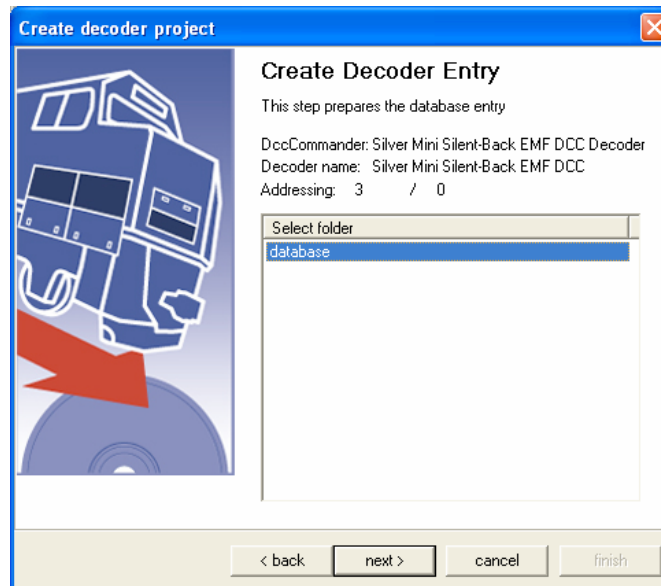 Create decoder project
Create Decoder Entry
This step prepares the database entry
DccCommander: Silver Mini Silent-Back EMF DCC Decoder
Decoder name: Silver Mini Silent-Back EMF DCC
Addressing: 3 / 0
Select folder
database
< back next > cancel finish